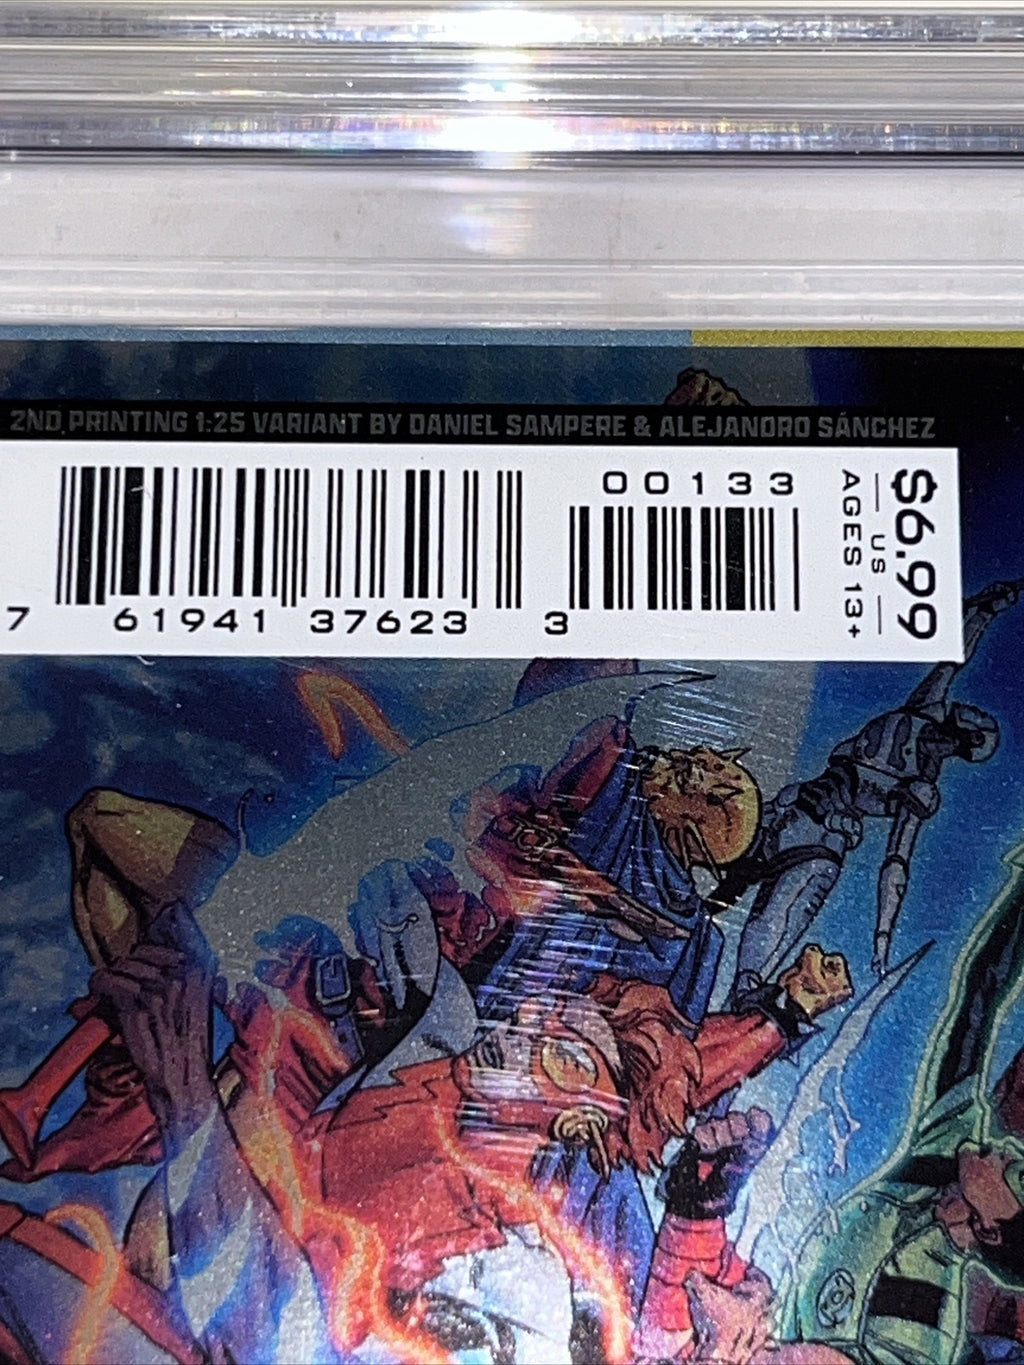 2ND PRINTING 1:25 VARIANT BY DANIEL SAMPERE & ALEJANDRO SÁNCHEZ
00133
7 61941 37623 3
$6.99
US
AGES 13+